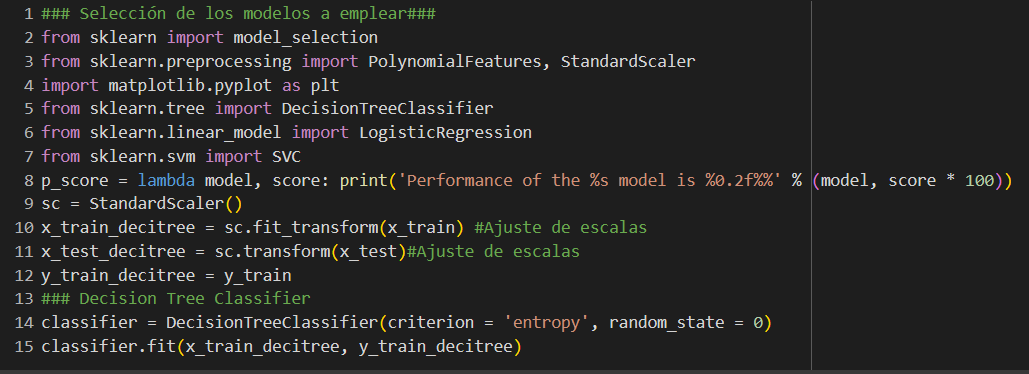 1 ### Selección de los modelos a emplear###
2 from sklearn import model_selection
3 from sklearn.preprocessing import PolynomialFeatures, StandardScaler
4 import matplotlib.pyplot as plt
5 from sklearn.tree import DecisionTreeClassifier
6 from sklearn.linear_model import LogisticRegression
7 from sklearn.svm import SVC
8 p_score = lambda model, score: print('Performance of the %s model is %0.2f%%' % (model, score * 100))
9 sc = StandardScaler()
10 x_train_decitree = sc.fit_transform(x_train) #Ajuste de escalas
11 x_test_decitree = sc.transform(x_test)#Ajuste de escalas
12 y_train_decitree = y_train
13 ### Decision Tree Classifier
14 classifier = DecisionTreeClassifier(criterion = 'entropy', random_state = 0)
15 classifier.fit(x_train_decitree, y_train_decitree)